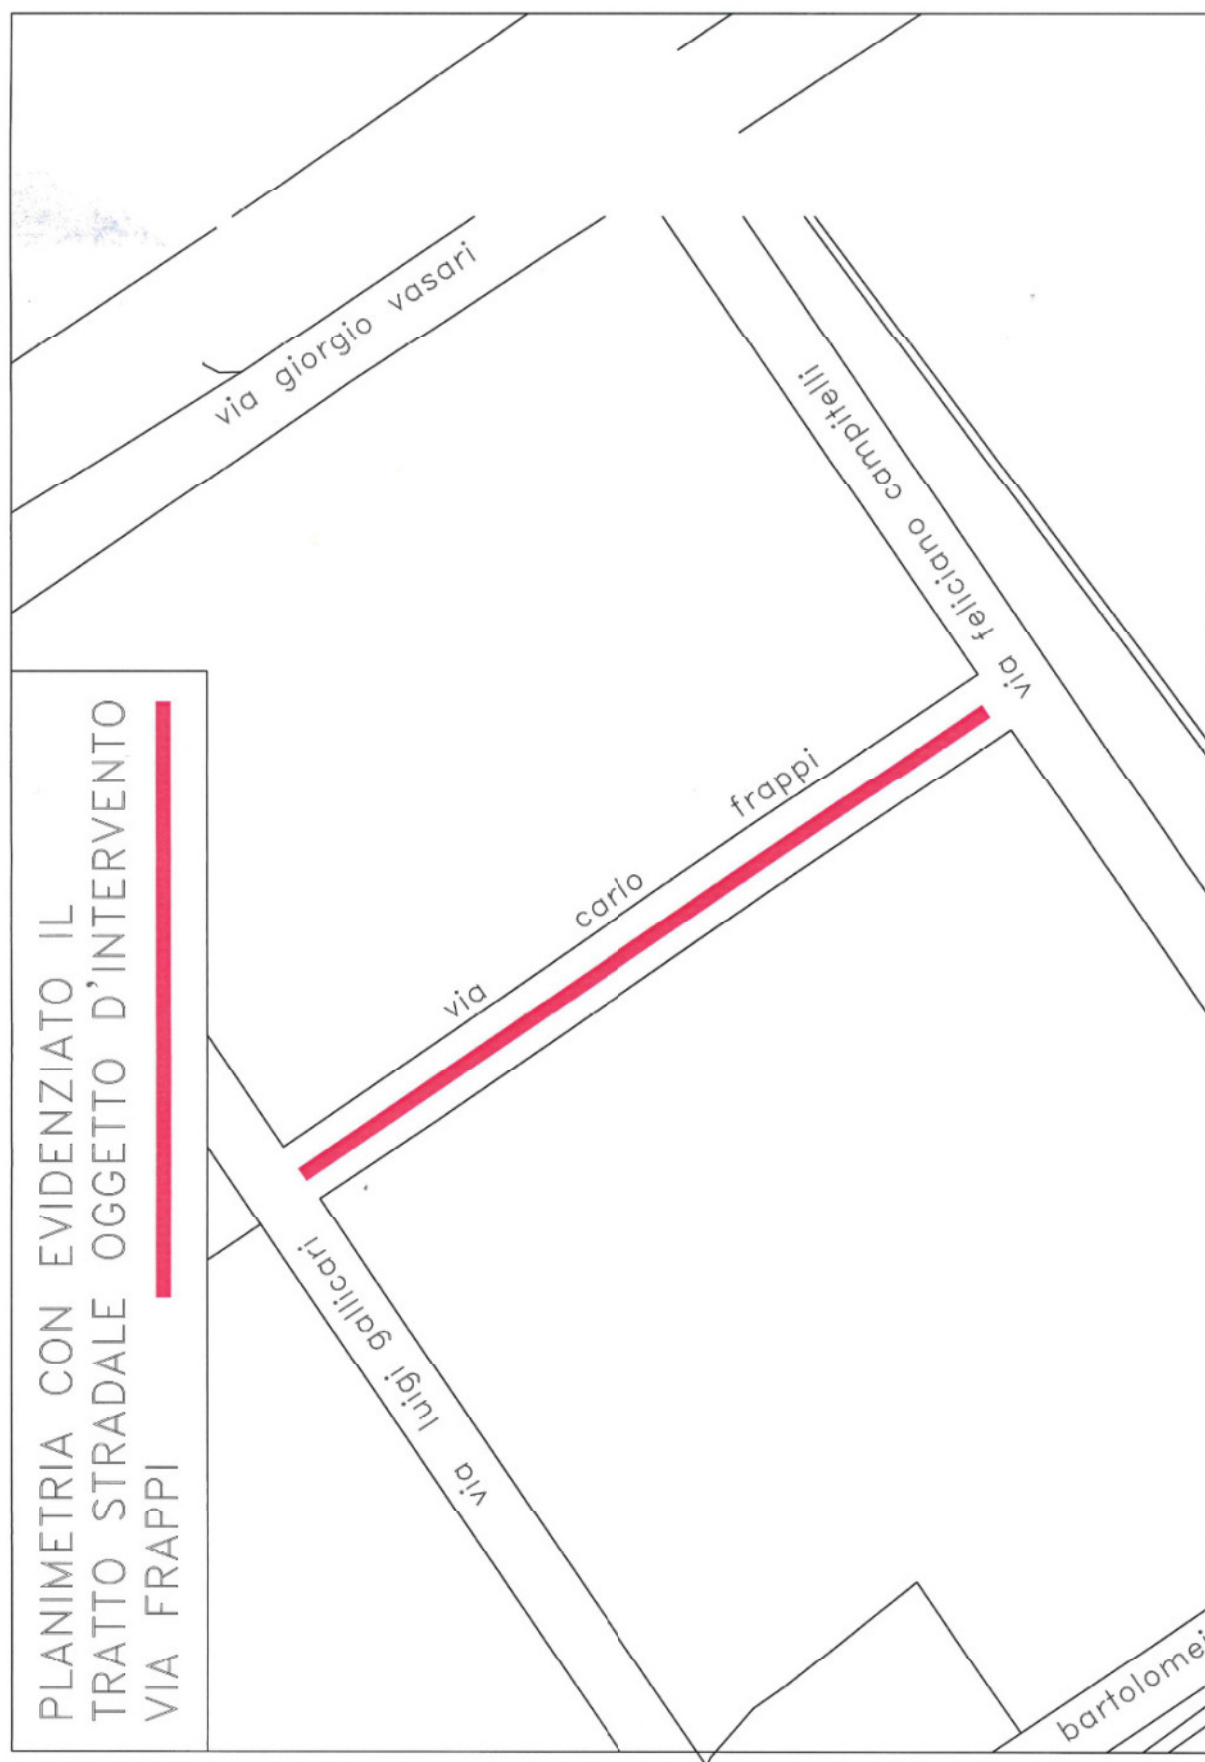 PLANIMETRIA CON EVIDENZIATO IL
TRATTO STRADALE OGGETTO D'INTERVENTO
VIA FRAPPI
via giorgio vasari
via feliciano campitelli
via carlo frappi
via luigi gallicari
bartolomei